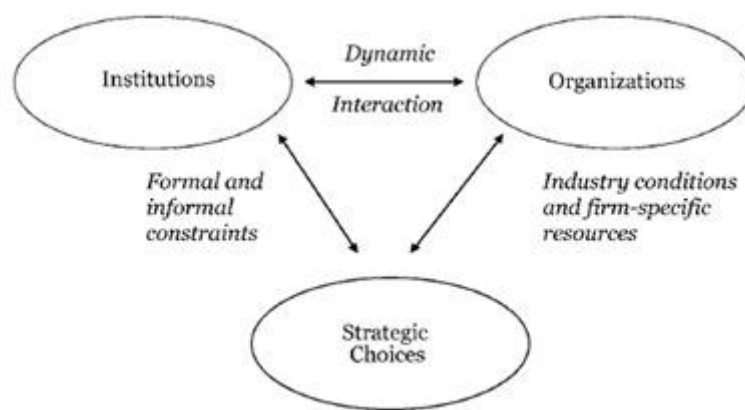 Dynamic
Institutions
Organizations
Interaction
Formal and
informal
constraints
Industry conditions
and firm-specific
resources
Strategic
Choices